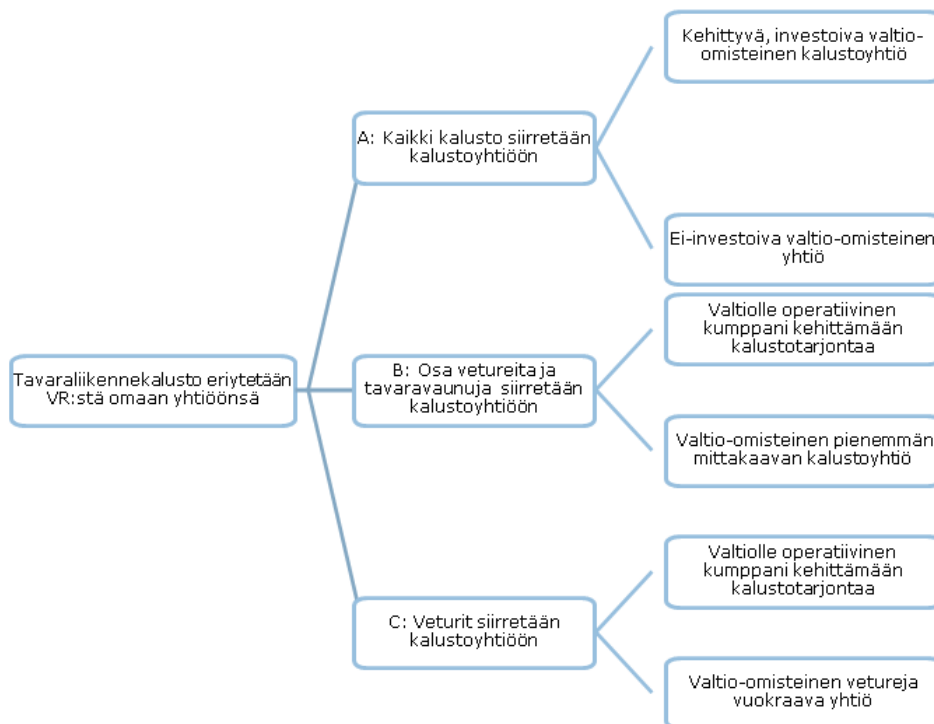 Kehittyvä, investoiva valtio-
omisteinen kalustoyhtiö
A: Kaikki kalusto siirretään
kalustoyhtiöön
Ei-investoiva valtio-omisteinen
yhtiö
Valtiolle operatiivinen
kumppani kehittämään
kalustotarjontaa
Tavaraliikennekalusto eriytetään
VR:stä omaan yhtiöönsä
B: Osa vetureita ja
tavaravaunuja siirretään
kalustoyhtiöön
Valtio-omisteinen pienemmän
mittakaavan kalustoyhtiö
Valtiolle operatiivinen
kumppani kehittämään
kalustotarjontaa
C: Veturit siirretään
kalustoyhtiöön
Valtio-omisteinen vetureja
vuokraava yhtiö